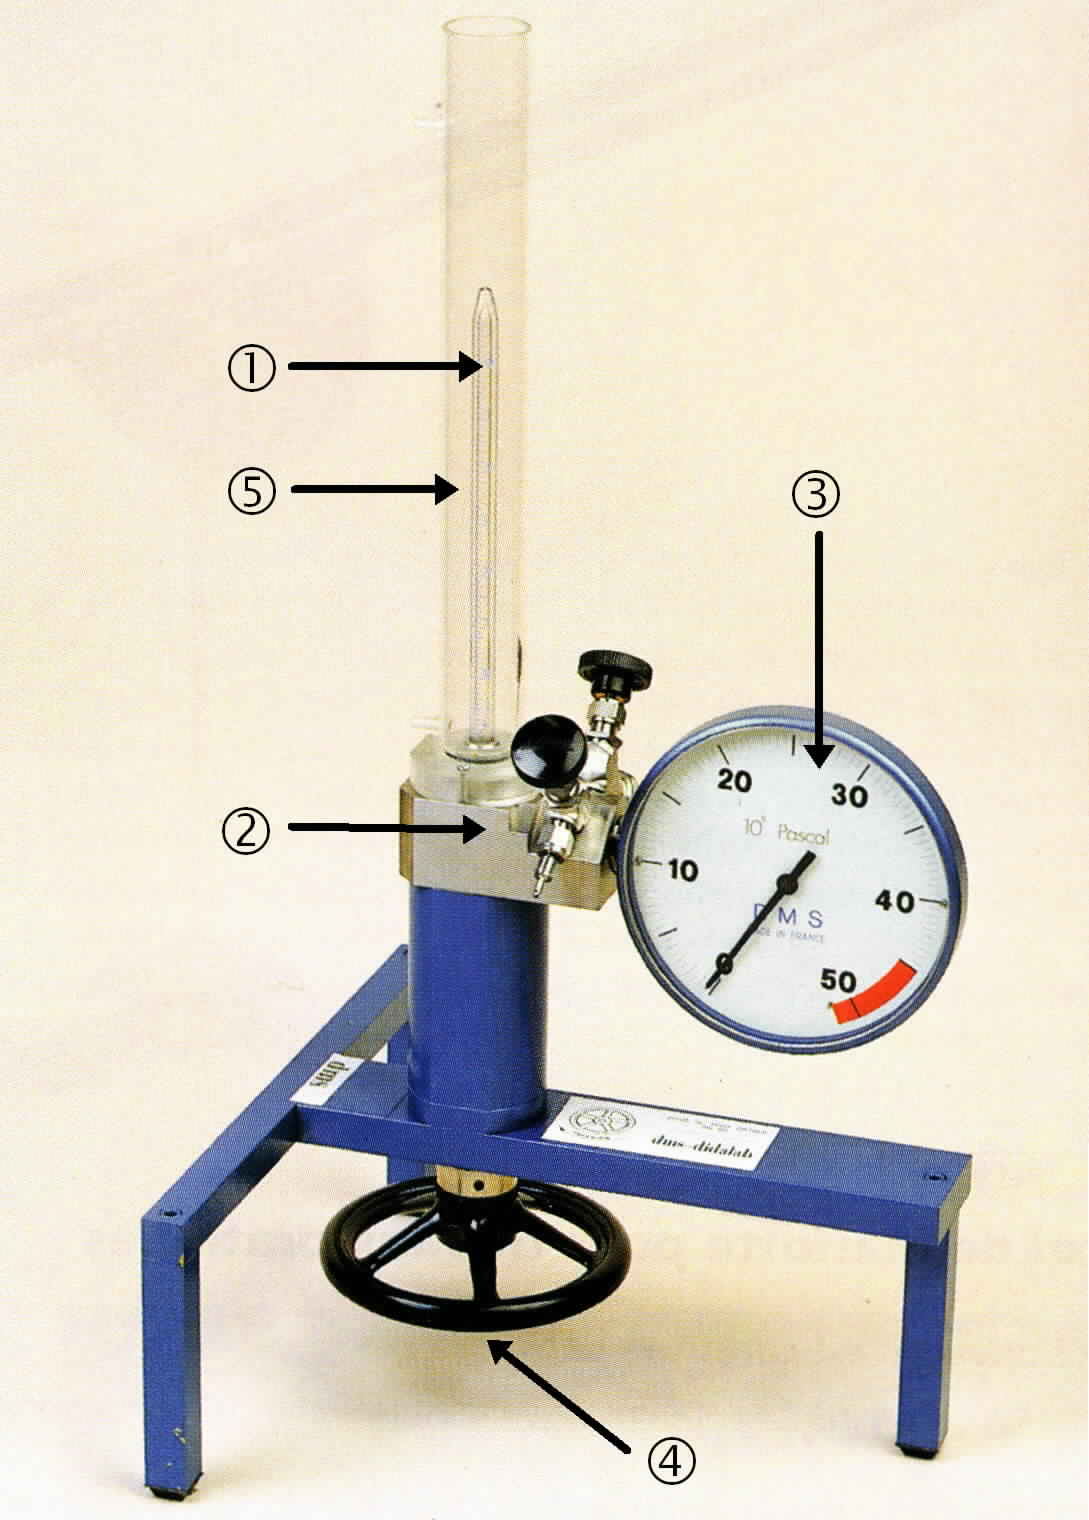 ①
⑤
③
②
20
30
10⁵ Pascal
10
40
DMS
MADE IN FRANCE
0
50
dms
dms-didalab
④